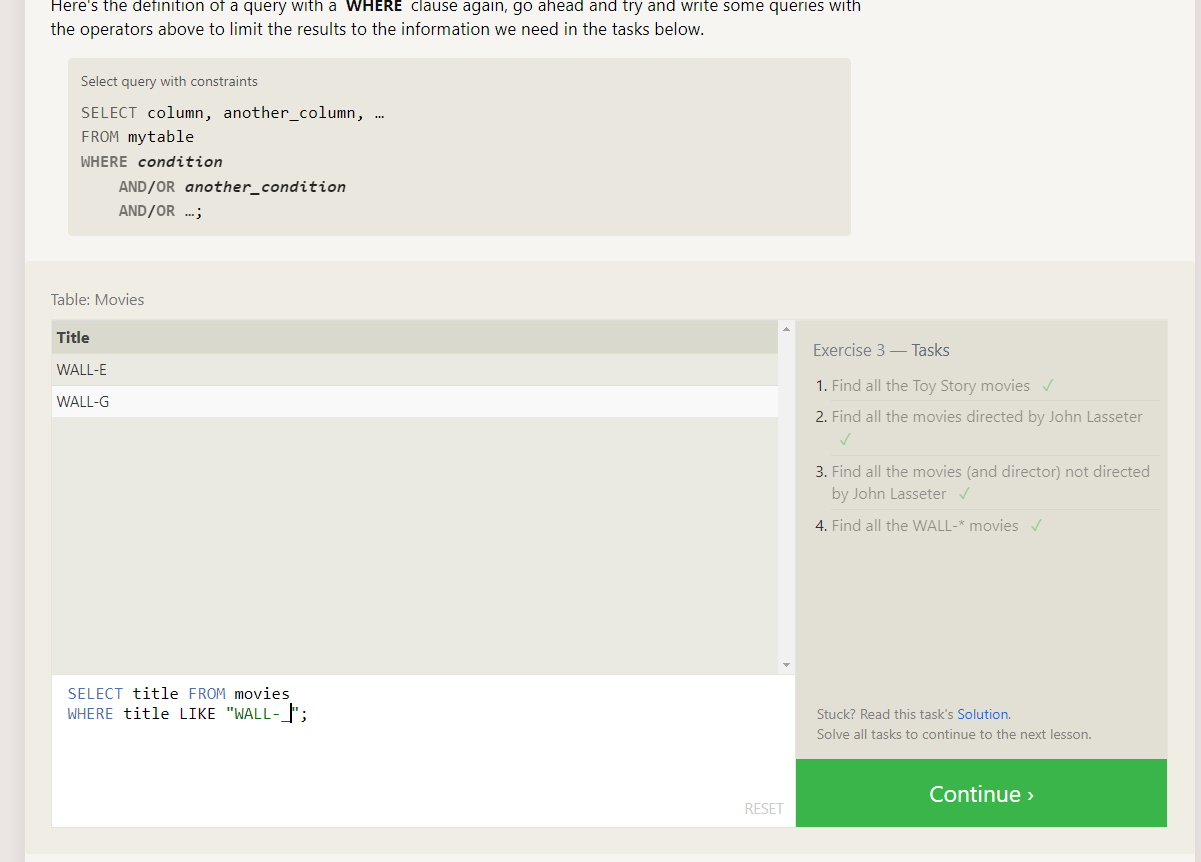 Here's the definition of a query with a WHERE clause again, go ahead and try and write some queries with
the operators above to limit the results to the information we need in the tasks below.
Select query with constraints
SELECT column, another_column, …
FROM mytable
WHERE condition
AND/OR another_condition
AND/OR …;
Table: Movies
Title
WALL-E
WALL-G
SELECT title FROM movies
WHERE title LIKE "WALL-_";
RESET
Exercise 3 — Tasks
1. Find all the Toy Story movies ✓
2. Find all the movies directed by John Lasseter
✓
3. Find all the movies (and director) not directed
by John Lasseter ✓
4. Find all the WALL-* movies ✓
Stuck? Read this task's Solution.
Solve all tasks to continue to the next lesson.
Continue ›